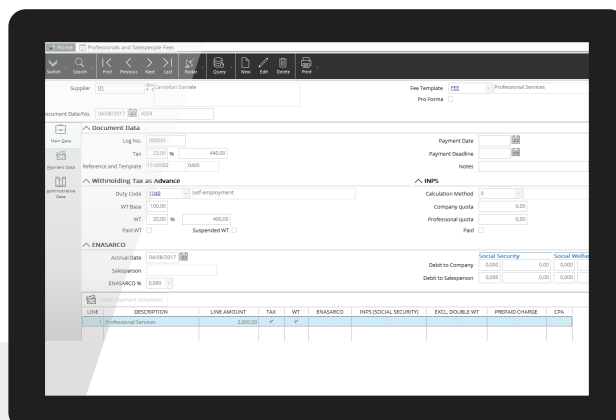 Home Professionals and Salespeople Fees
Switch Search First Previous Next Last Radar Query New Edit Delete Print
Supplier 01 Candelari Daniele Fee Template FEE Professional Services
Pro Forma
ocument Date/No. 04/08/2017 4354
Main Data
Payment Data
Administrative Data
Document Data
Log No. 000001 Payment Date
Tax 22,00 % 440,00 Payment Deadline
Reference and Template 17-00002 0400 Notes
WithHolding Tax as Advance INPS
Duty Code 1040 Self-employment Calculation Method 0
WT Base 100,00 Company quota 0,00
WT 20,00 % 400,00 Professional quota 0,00
Paid WT Suspended WT Paid
ENASARCO
Accrual Date 04/08/2017 Social Security Social Welfar
Salesperson Debit to Company 0,000 0,00 0,000
ENASARCO % 0,000 Debit to Salesperson 0,000 0,00 0,000
Open Payment Schedules
LINE DESCRIPTION LINE AMOUNT TAX WT ENASARCO INPS (SOCIAL SECURITY) EXCL. DOUBLE WT PREPAID CHARGE CPA
1 Professional Services 2.000,00